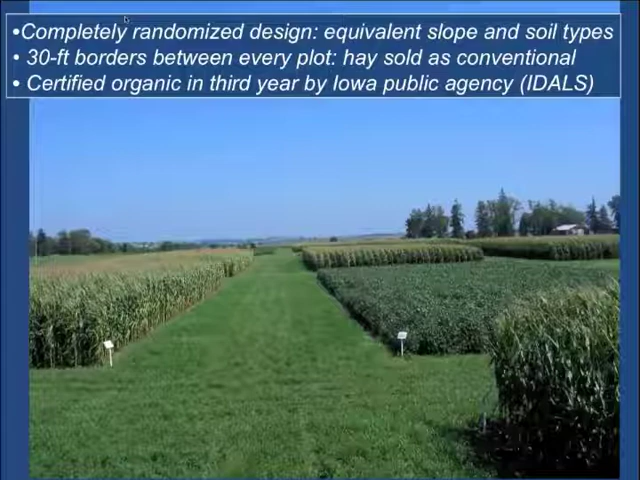 •Completely randomized design: equivalent slope and soil types
• 30-ft borders between every plot: hay sold as conventional
• Certified organic in third year by Iowa public agency (IDALS)